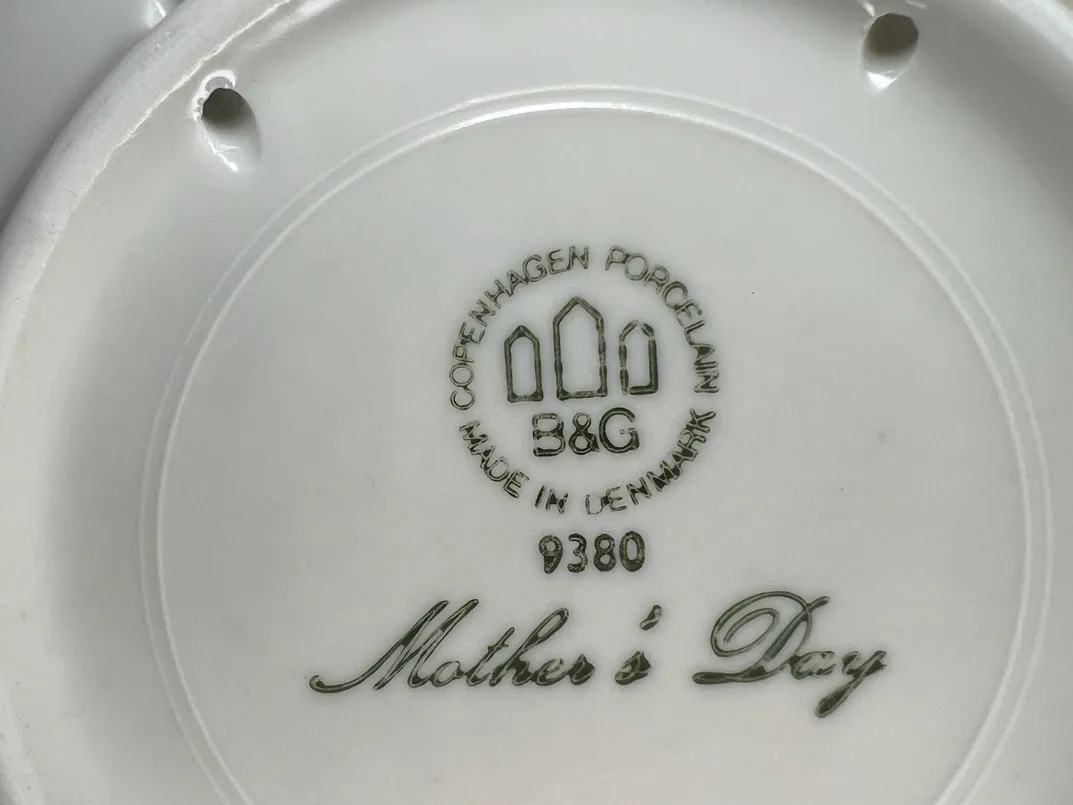 COPENHAGEN PORCELAIN
B&G
MADE IN DENMARK
9380
Mother's Day